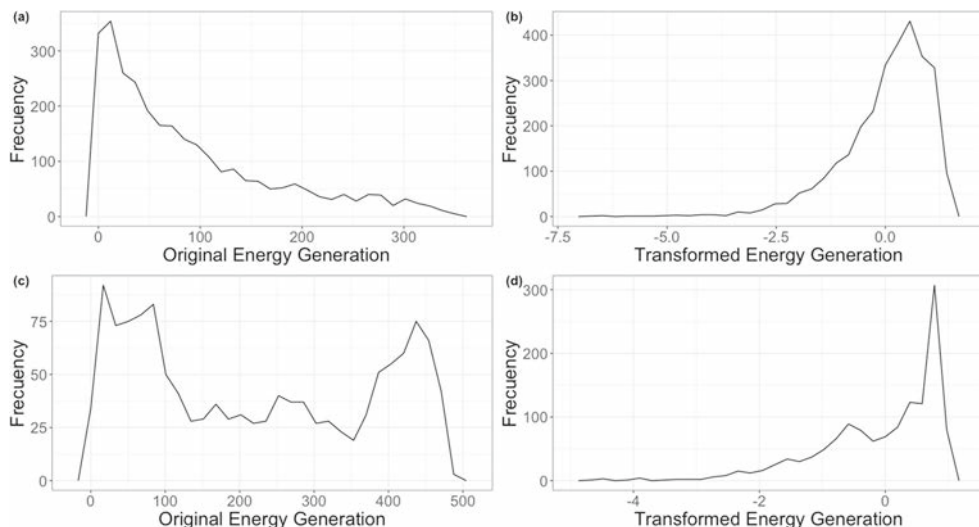 (a)
Frecuency
300
200
100
0
0 100 200 300
Original Energy Generation
(b)
Frecuency
400
300
200
100
0
-7.5 -5.0 -2.5 0.0
Transformed Energy Generation
(c)
Frecuency
75
50
25
0
0 100 200 300 400 500
Original Energy Generation
(d)
Frecuency
300
200
100
0
-4 -2 0
Transformed Energy Generation